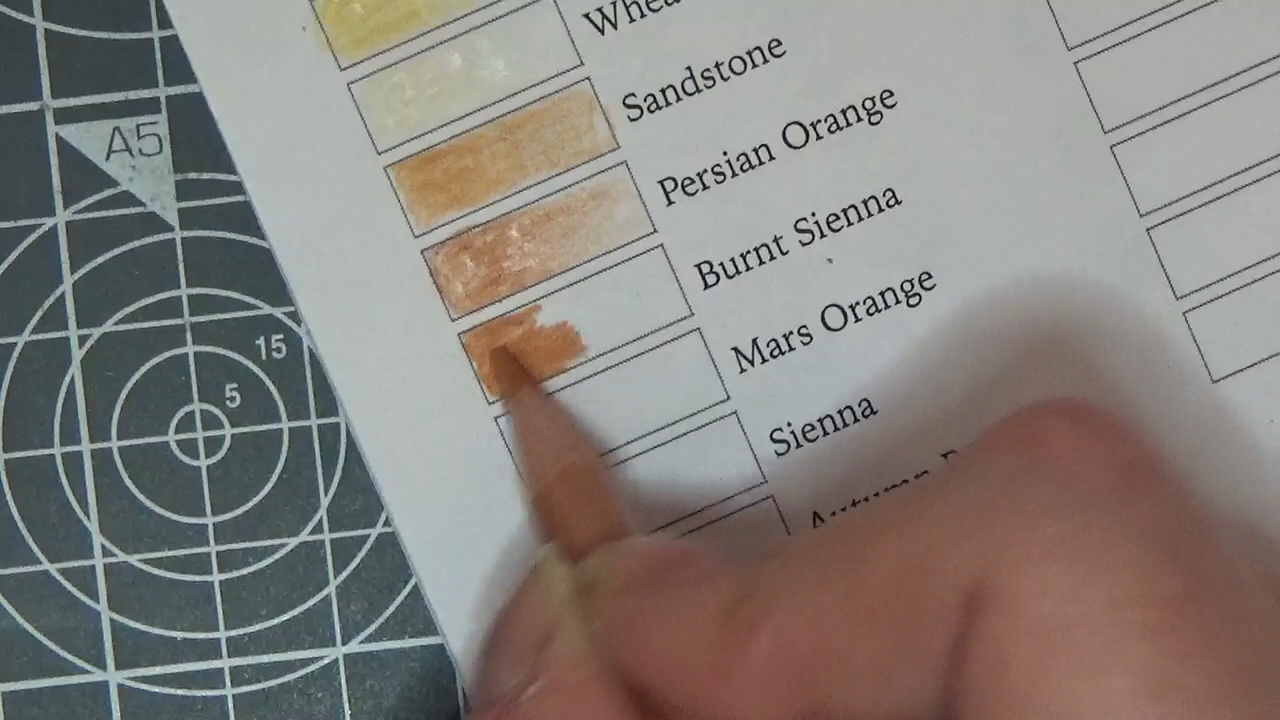 A5
15
5
Sandstone
Persian Orange
Burnt Sienna
Mars Orange
Sienna